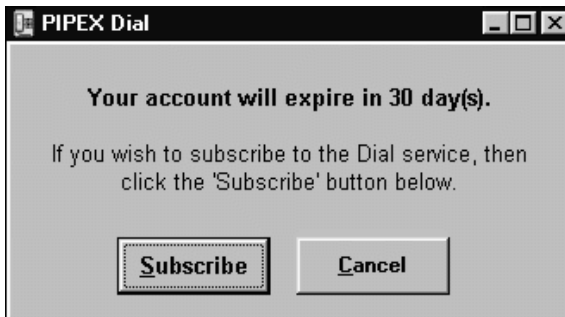 PIPEX Dial
Your account will expire in 30 day(s).
If you wish to subscribe to the Dial service, then
click the 'Subscribe' button below.
Subscribe Cancel